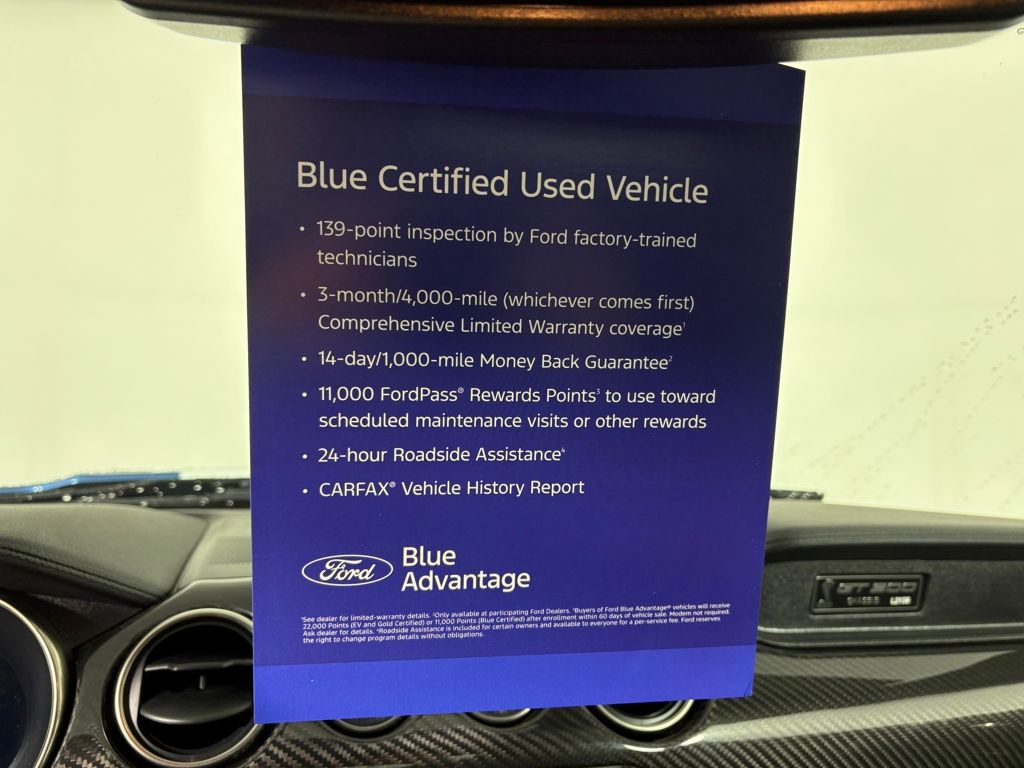 Blue Certified Used Vehicle
• 139-point inspection by Ford factory-trained
technicians
• 3-month/4,000-mile (whichever comes first)
Comprehensive Limited Warranty coverage¹
• 14-day/1,000-mile Money Back Guarantee²
• 11,000 FordPass® Rewards Points³ to use toward
scheduled maintenance visits or other rewards
• 24-hour Roadside Assistance⁴
• CARFAX® Vehicle History Report
Ford
Blue
Advantage
¹See dealer for limited-warranty details. ²Only available at participating Ford Dealers. ³Buyers of Ford Blue Advantage® vehicles will receive
22,000 Points (EV and Gold Certified) or 11,000 Points (Blue Certified) after enrollment within 60 days of vehicle sale. Modem not required.
Ask dealer for details. ⁴Roadside Assistance is included for certain owners and available to everyone for a per-service fee. Ford reserves
the right to change program details without obligations.